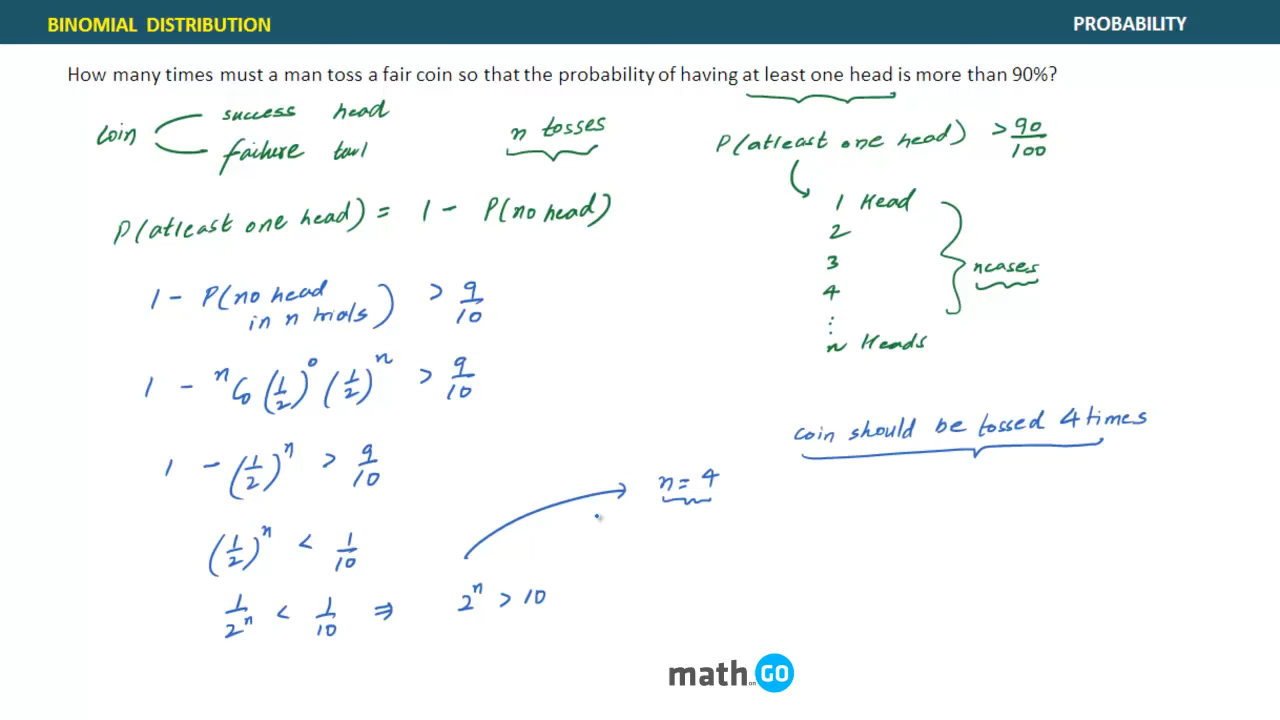 BINOMIAL DISTRIBUTION
PROBABILITY
How many times must a man toss a fair coin so that the probability of having at least one head is more than 90%?
Coin success head
failure tail
n tosses
P(atleast one head) > 90/100
P(atleast one head) = 1 - P(no head)
1 Head
2
3
4
⋮
n Heads
n cases
1 - P(no head in n trials) > 9/10
1 - ⁿC₀ (1/2)⁰ (1/2)ⁿ > 9/10
1 - (1/2)ⁿ > 9/10
(1/2)ⁿ < 1/10
1/2ⁿ < 1/10 ⇒ 2ⁿ > 10
n = 4
coin should be tossed 4 times
math on GO